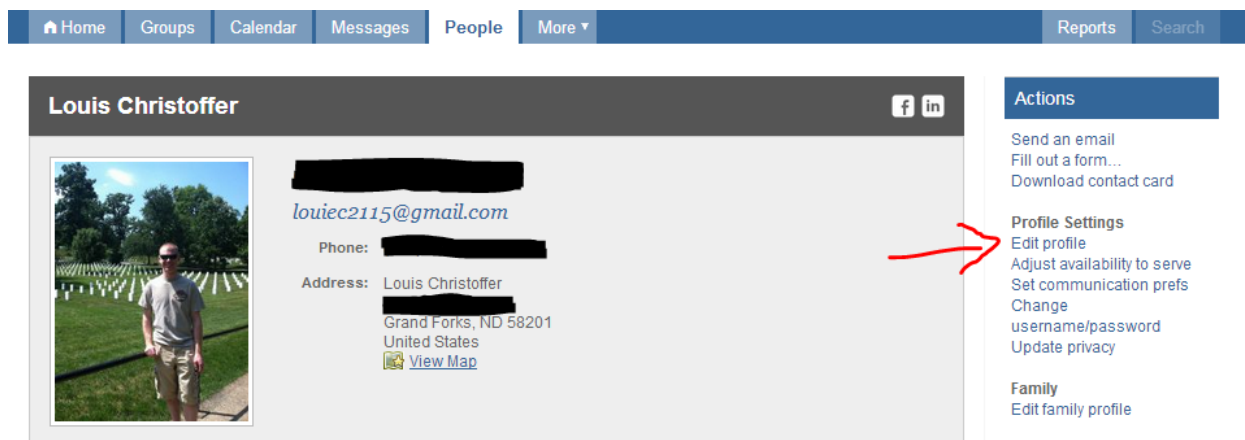 Home Groups Calendar Messages People More ▾ Reports Search
Louis Christoffer
f in
louiec2115@gmail.com
Phone:
Address: Louis Christoffer
Grand Forks, ND 58201
United States
View Map
Actions
Send an email
Fill out a form...
Download contact card
Profile Settings
Edit profile
Adjust availability to serve
Set communication prefs
Change
username/password
Update privacy
Family
Edit family profile